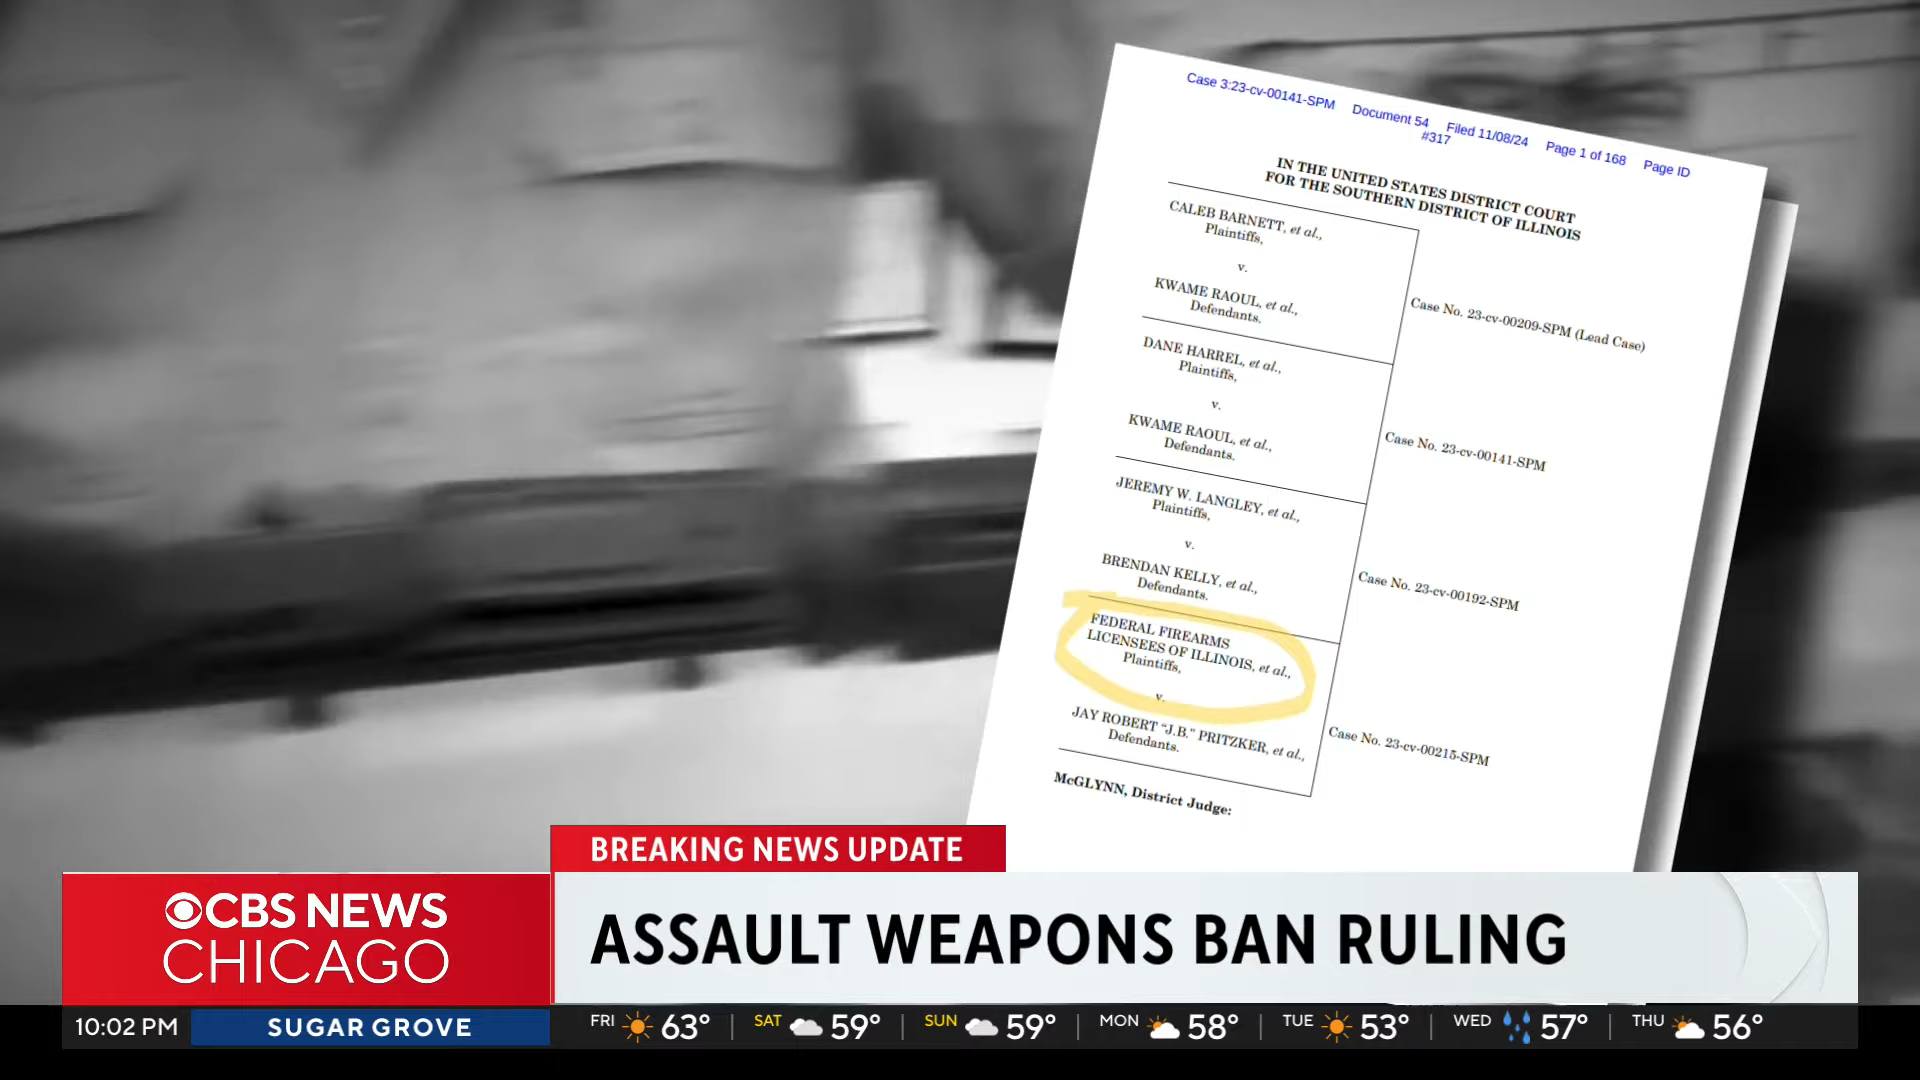 Case 3:23-cv-00141-SPM Document 54 Filed 11/08/24 Page 1 of 168 Page ID
#317
IN THE UNITED STATES DISTRICT COURT
FOR THE SOUTHERN DISTRICT OF ILLINOIS
CALEB BARNETT, et al.,
Plaintiffs,
v.
KWAME RAOUL, et al.,
Defendants.
Case No. 23-cv-00209-SPM (Lead Case)
DANE HARREL, et al.,
Plaintiffs,
v.
KWAME RAOUL, et al.,
Defendants.
Case No. 23-cv-00141-SPM
JEREMY W. LANGLEY, et al.,
Plaintiffs,
v.
BRENDAN KELLY, et al.,
Defendants.
Case No. 23-cv-00192-SPM
FEDERAL FIREARMS
LICENSEES OF ILLINOIS, et al.,
Plaintiffs,
v.
JAY ROBERT “J.B.” PRITZKER, et al.,
Defendants.
Case No. 23-cv-00215-SPM
McGLYNN, District Judge:
BREAKING NEWS UPDATE
CBS NEWS
CHICAGO
ASSAULT WEAPONS BAN RULING
10:02 PM SUGAR GROVE FRI 63° SAT 59° SUN 59° MON 58° TUE 53° WED 57° THU 56°